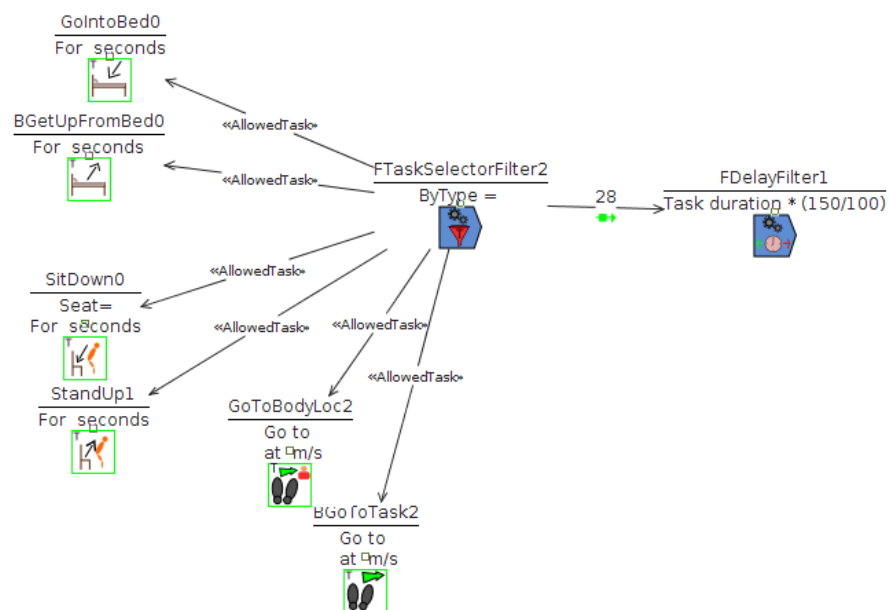 GoIntoBed0
For seconds
T
«AllowedTask»
BGetUpFromBed0
For seconds
T
«AllowedTask»
FTaskSelectorFilter2
ByType =
28
FDelayFilter1
Task duration * (150/100)
SitDown0
Seat=
For seconds
T
«AllowedTask»
StandUp1
For seconds
T
«AllowedTask»
«AllowedTask»
«AllowedTask»
GoToBodyLoc2
Go to
at m/s
T
BGoToTask2
Go to
at m/s
T